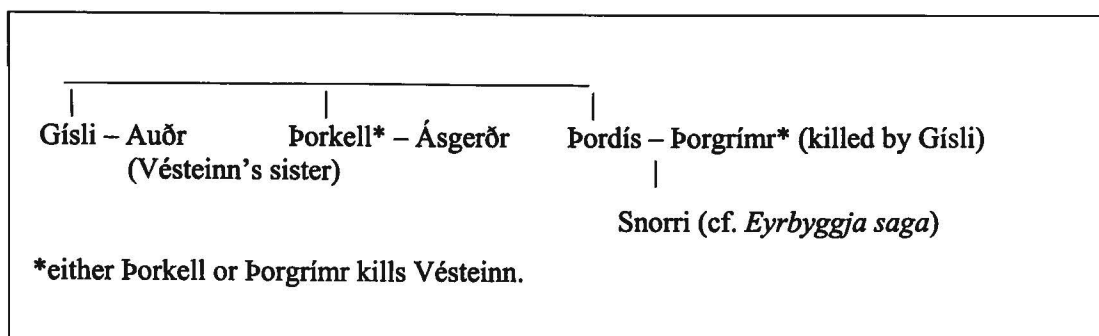 Gísli – Auðr Þorkell* – Ásgerðr Þordís – Þorgrímr* (killed by Gísli)
(Vésteinn’s sister)
Snorri (cf. Eyrbyggja saga)
*either Þorkell or Þorgrímr kills Vésteinn.